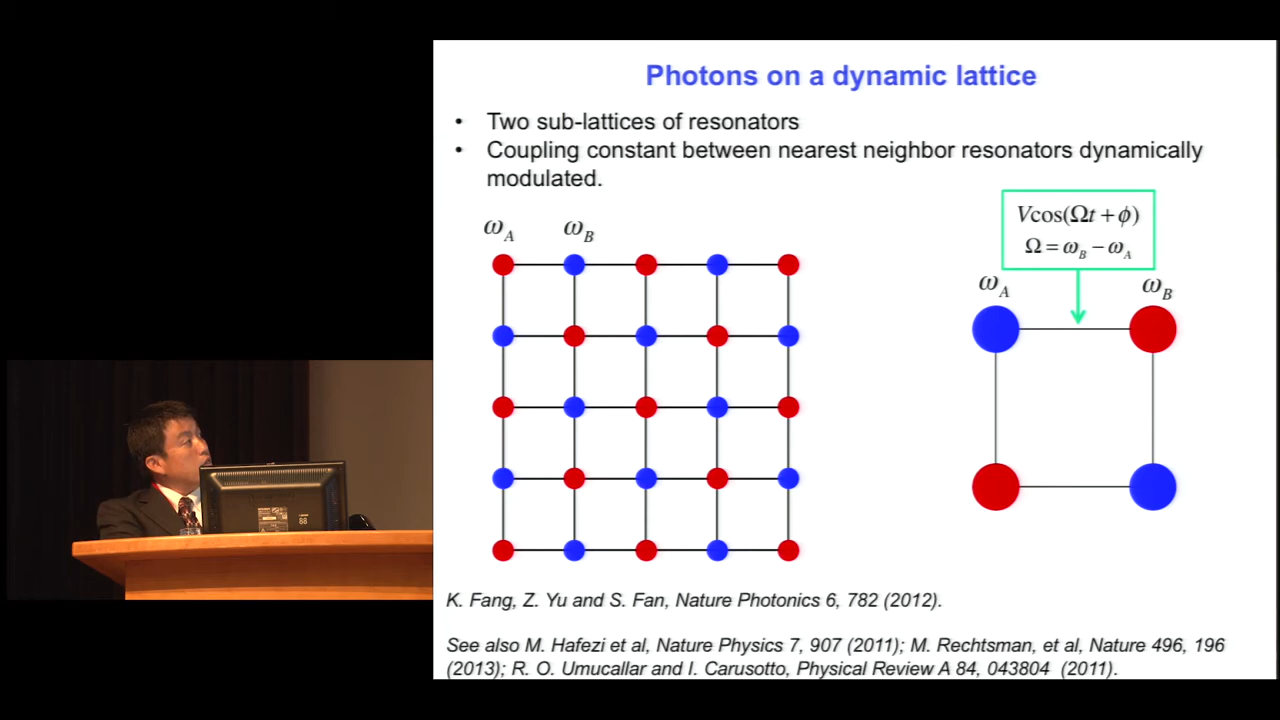 Photons on a dynamic lattice
• Two sub-lattices of resonators
• Coupling constant between nearest neighbor resonators dynamically
modulated.
ω_A ω_B
Vcos(Ωt + ϕ)
Ω = ω_B − ω_A
ω_A ω_B
88
K. Fang, Z. Yu and S. Fan, Nature Photonics 6, 782 (2012).
See also M. Hafezi et al, Nature Physics 7, 907 (2011); M. Rechtsman, et al, Nature 496, 196
(2013); R. O. Umucallar and I. Carusotto, Physical Review A 84, 043804 (2011).